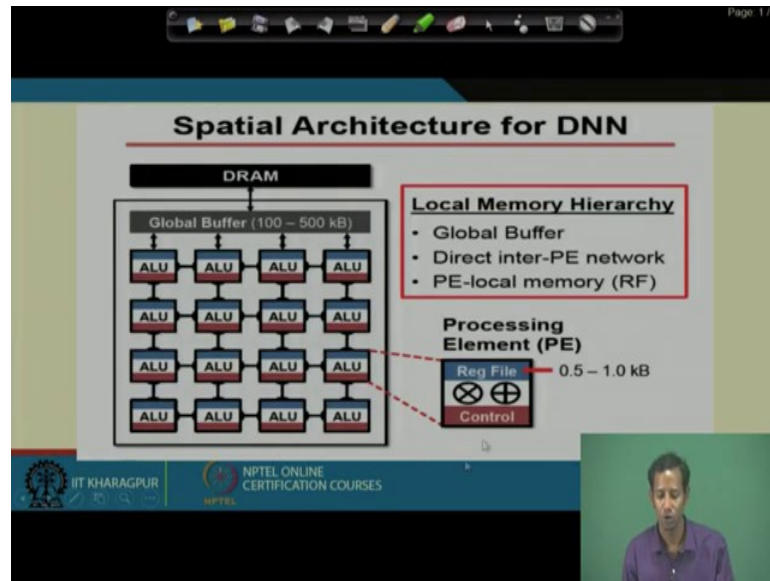 Page: 1 /
Spatial Architecture for DNN
DRAM
Global Buffer (100 – 500 kB)
ALU ALU ALU ALU
ALU ALU ALU ALU
ALU ALU ALU ALU
ALU ALU ALU ALU
Local Memory Hierarchy
• Global Buffer
• Direct inter-PE network
• PE-local memory (RF)
Processing
Element (PE)
Reg File
0.5 – 1.0 kB
Control
IIT KHARAGPUR
NPTEL
NPTEL ONLINE
CERTIFICATION COURSES